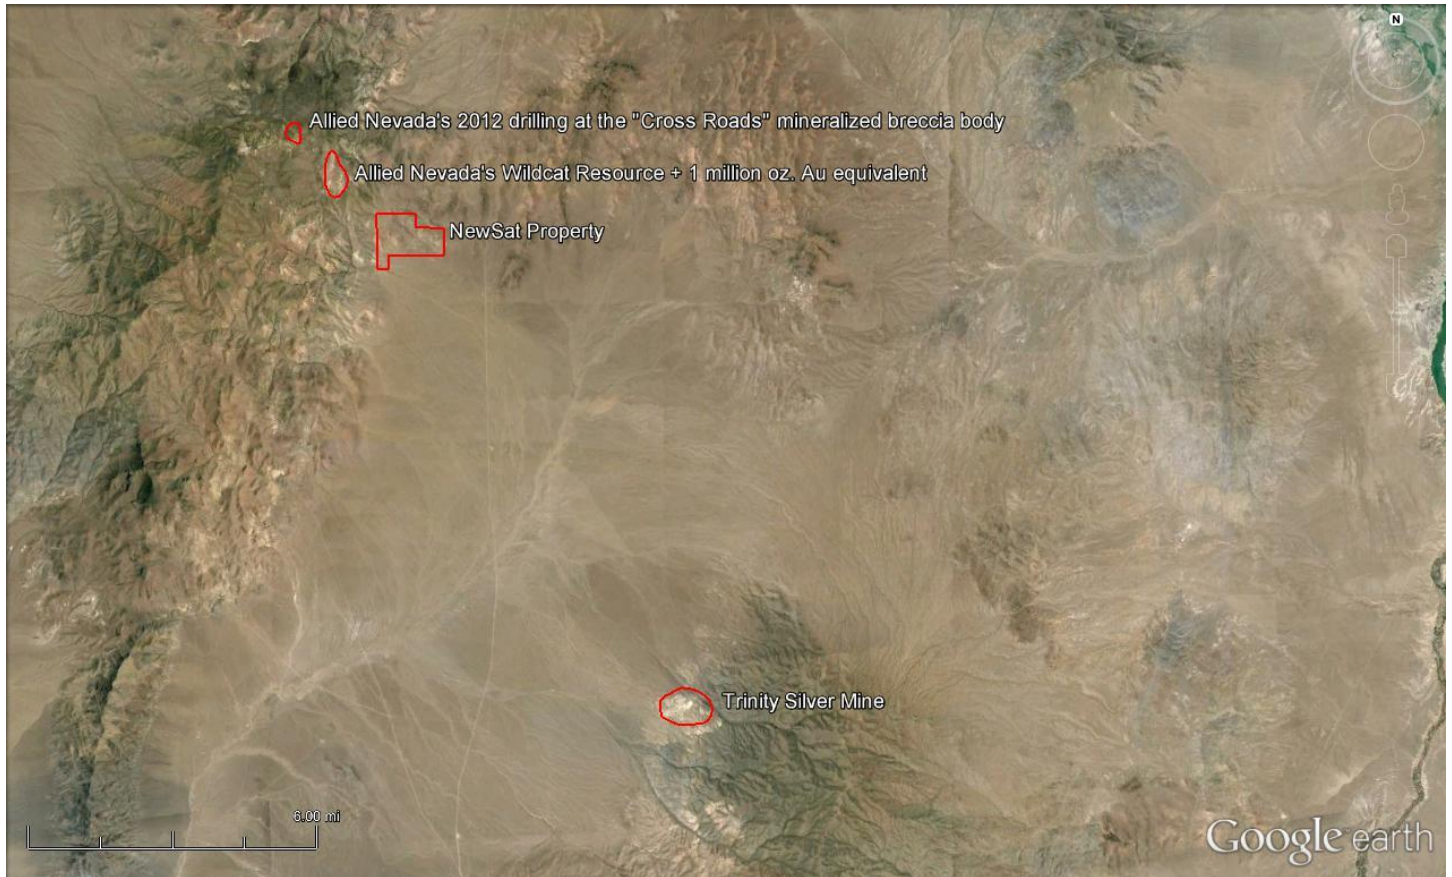 N
Allied Nevada's 2012 drilling at the "Cross Roads" mineralized breccia body
Allied Nevada's Wildcat Resource + 1 million oz. Au equivalent
NewSat Property
Trinity Silver Mine
6.00 mi
Google earth